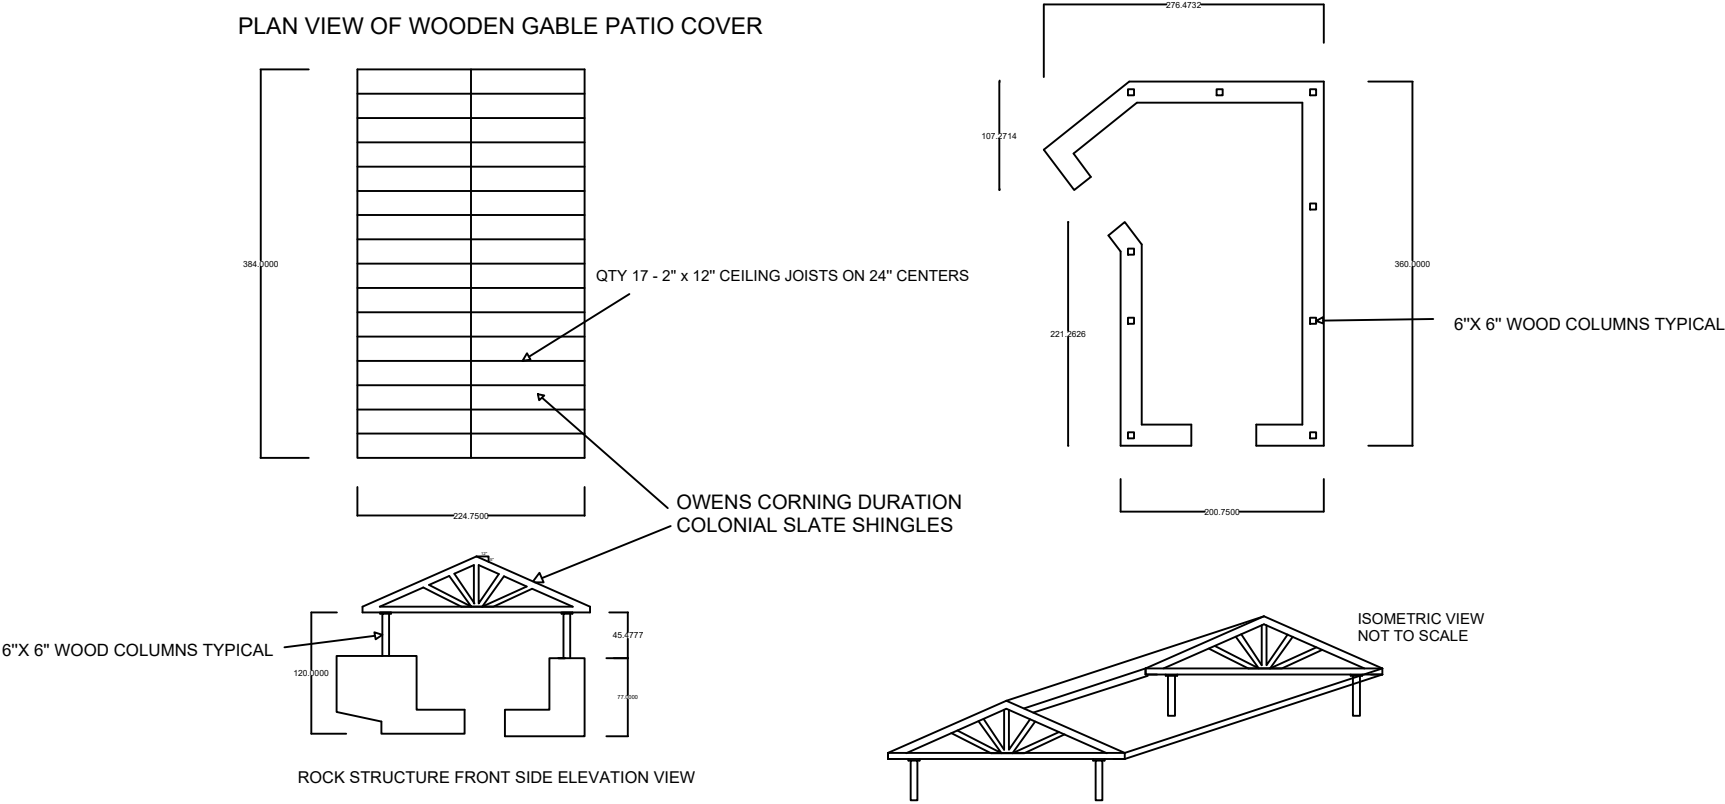 PLAN VIEW OF WOODEN GABLE PATIO COVER
276.4732
107.2714
384.0000
360.0000
QTY 17 - 2" x 12" CEILING JOISTS ON 24" CENTERS
6"X 6" WOOD COLUMNS TYPICAL
221.2626
OWENS CORNING DURATION
COLONIAL SLATE SHINGLES
224.7500
200.7500
6"X 6" WOOD COLUMNS TYPICAL
45.4777
120.0000
77.0000
ISOMETRIC VIEW
NOT TO SCALE
ROCK STRUCTURE FRONT SIDE ELEVATION VIEW